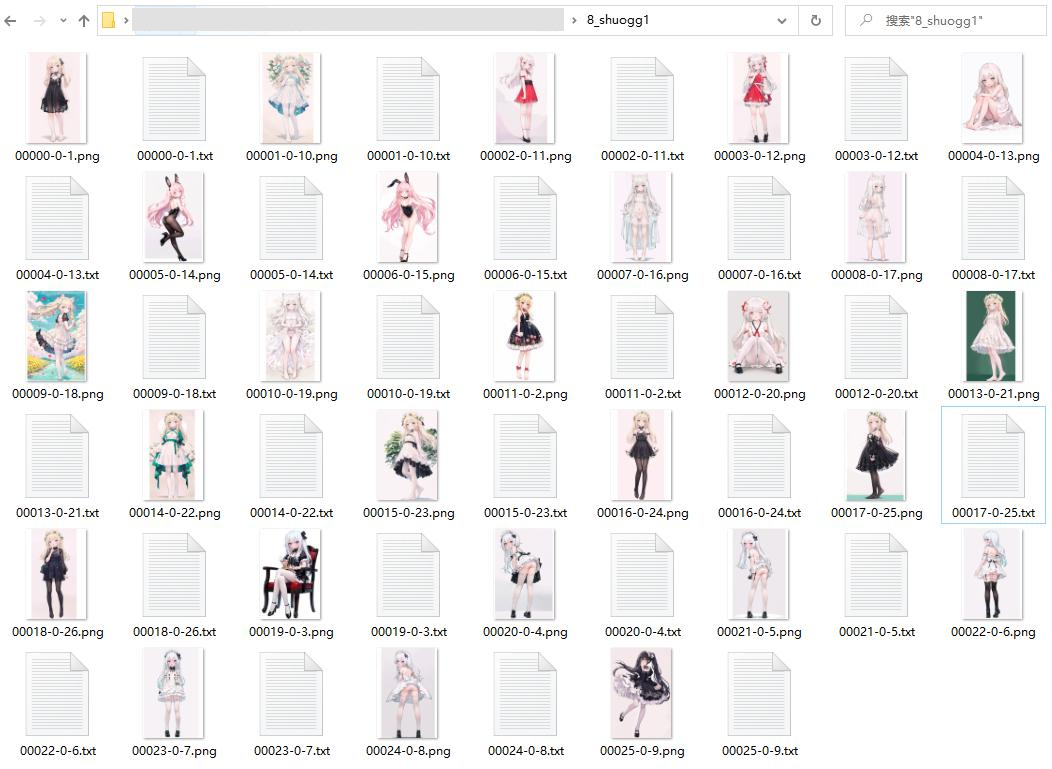 8_shuogg1
搜索"8_shuogg1"
00000-0-1.png 00000-0-1.txt 00001-0-10.png 00001-0-10.txt 00002-0-11.png 00002-0-11.txt 00003-0-12.png 00003-0-12.txt 00004-0-13.png
00004-0-13.txt 00005-0-14.png 00005-0-14.txt 00006-0-15.png 00006-0-15.txt 00007-0-16.png 00007-0-16.txt 00008-0-17.png 00008-0-17.txt
00009-0-18.png 00009-0-18.txt 00010-0-19.png 00010-0-19.txt 00011-0-2.png 00011-0-2.txt 00012-0-20.png 00012-0-20.txt 00013-0-21.png
00013-0-21.txt 00014-0-22.png 00014-0-22.txt 00015-0-23.png 00015-0-23.txt 00016-0-24.png 00016-0-24.txt 00017-0-25.png 00017-0-25.txt
00018-0-26.png 00018-0-26.txt 00019-0-3.png 00019-0-3.txt 00020-0-4.png 00020-0-4.txt 00021-0-5.png 00021-0-5.txt 00022-0-6.png
00022-0-6.txt 00023-0-7.png 00023-0-7.txt 00024-0-8.png 00024-0-8.txt 00025-0-9.png 00025-0-9.txt